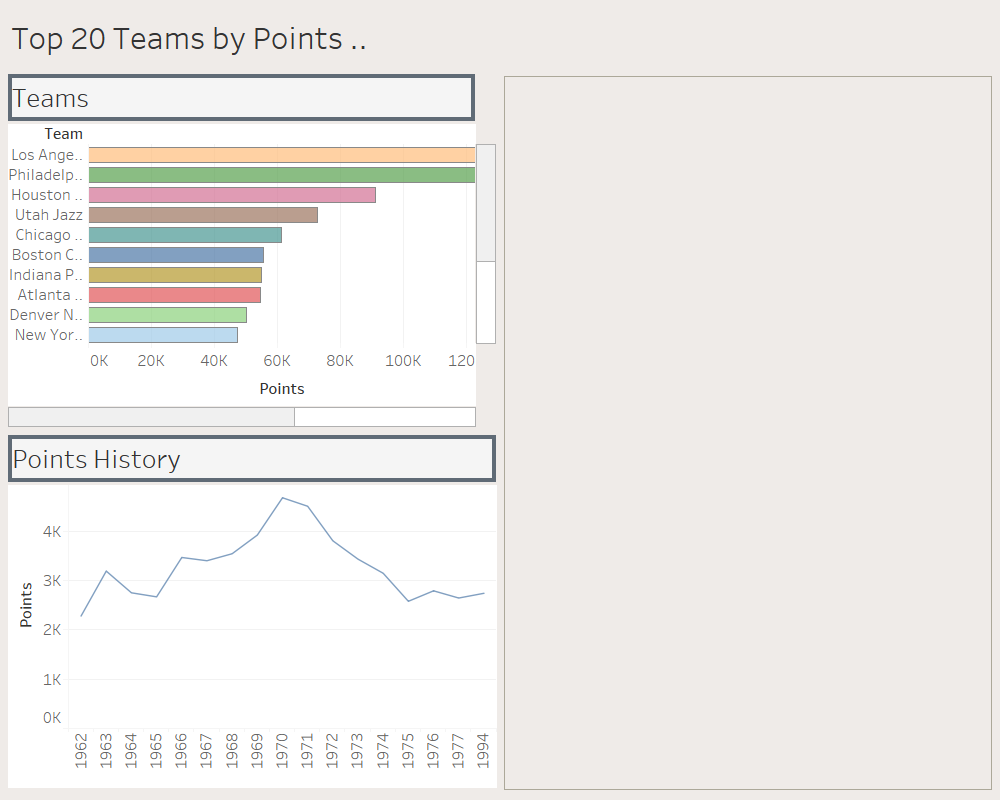 Top 20 Teams by Points ..
Teams
Team
Los Ange..
Philadelp..
Houston ..
Utah Jazz
Chicago ..
Boston C..
Indiana P..
Atlanta ..
Denver N..
New Yor..
0K 20K 40K 60K 80K 100K 120
Points
Points History
4K
3K
2K
1K
0K
Points
1962 1963 1964 1965 1966 1967 1968 1969 1970 1971 1972 1973 1974 1975 1976 1977 1994